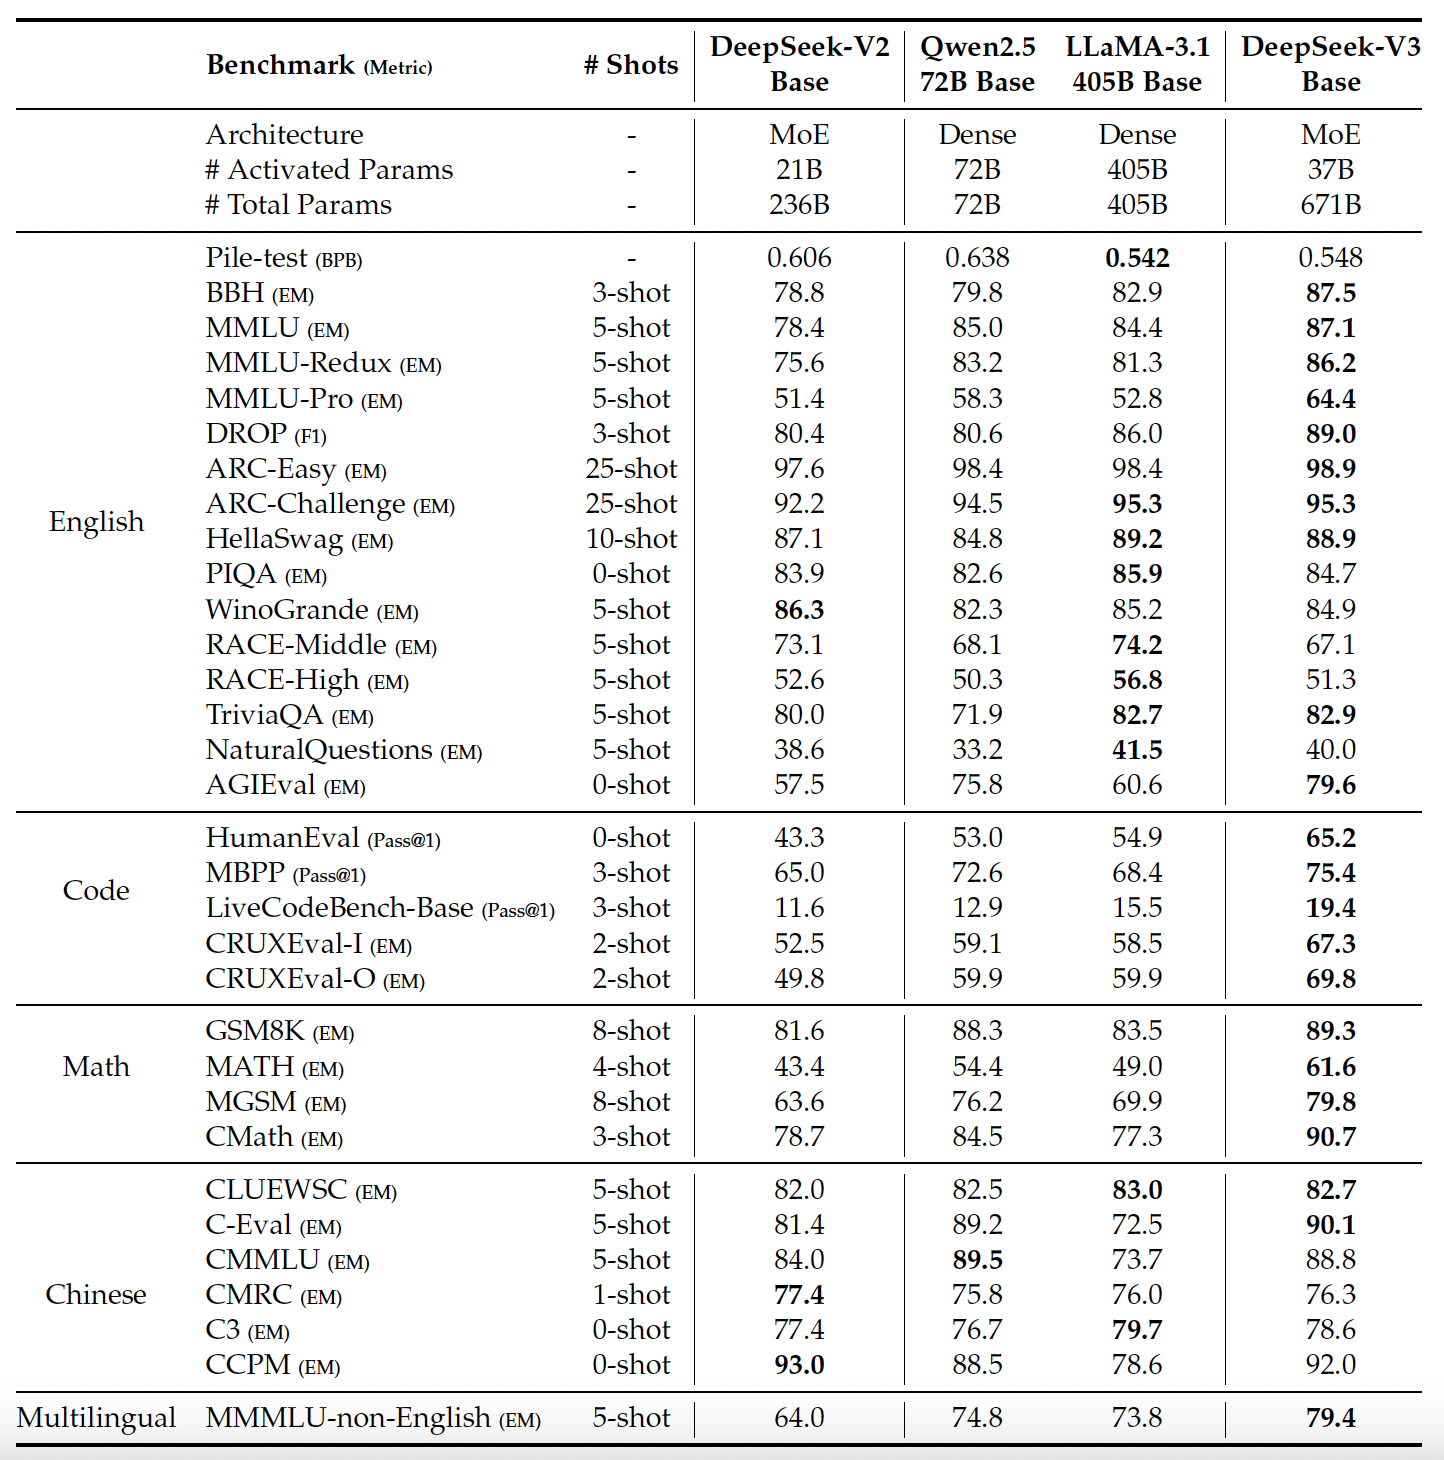 Benchmark (Metric) # Shots DeepSeek-V2 Base Qwen2.5 72B Base LLaMA-3.1 405B Base DeepSeek-V3 Base
Architecture - MoE Dense Dense MoE
# Activated Params - 21B 72B 405B 37B
# Total Params - 236B 72B 405B 671B
English
Pile-test (BPB) - 0.606 0.638 0.542 0.548
BBH (EM) 3-shot 78.8 79.8 82.9 87.5
MMLU (EM) 5-shot 78.4 85.0 84.4 87.1
MMLU-Redux (EM) 5-shot 75.6 83.2 81.3 86.2
MMLU-Pro (EM) 5-shot 51.4 58.3 52.8 64.4
DROP (F1) 3-shot 80.4 80.6 86.0 89.0
ARC-Easy (EM) 25-shot 97.6 98.4 98.4 98.9
ARC-Challenge (EM) 25-shot 92.2 94.5 95.3 95.3
HellaSwag (EM) 10-shot 87.1 84.8 89.2 88.9
PIQA (EM) 0-shot 83.9 82.6 85.9 84.7
WinoGrande (EM) 5-shot 86.3 82.3 85.2 84.9
RACE-Middle (EM) 5-shot 73.1 68.1 74.2 67.1
RACE-High (EM) 5-shot 52.6 50.3 56.8 51.3
TriviaQA (EM) 5-shot 80.0 71.9 82.7 82.9
NaturalQuestions (EM) 5-shot 38.6 33.2 41.5 40.0
AGIEval (EM) 0-shot 57.5 75.8 60.6 79.6
Code
HumanEval (Pass@1) 0-shot 43.3 53.0 54.9 65.2
MBPP (Pass@1) 3-shot 65.0 72.6 68.4 75.4
LiveCodeBench-Base (Pass@1) 3-shot 11.6 12.9 15.5 19.4
CRUXEval-I (EM) 2-shot 52.5 59.1 58.5 67.3
CRUXEval-O (EM) 2-shot 49.8 59.9 59.9 69.8
Math
GSM8K (EM) 8-shot 81.6 88.3 83.5 89.3
MATH (EM) 4-shot 43.4 54.4 49.0 61.6
MGSM (EM) 8-shot 63.6 76.2 69.9 79.8
CMath (EM) 3-shot 78.7 84.5 77.3 90.7
Chinese
CLUEWSC (EM) 5-shot 82.0 82.5 83.0 82.7
C-Eval (EM) 5-shot 81.4 89.2 72.5 90.1
CMMLU (EM) 5-shot 84.0 89.5 73.7 88.8
CMRC (EM) 1-shot 77.4 75.8 76.0 76.3
C3 (EM) 0-shot 77.4 76.7 79.7 78.6
CCPM (EM) 0-shot 93.0 88.5 78.6 92.0
Multilingual MMMLU-non-English (EM) 5-shot 64.0 74.8 73.8 79.4